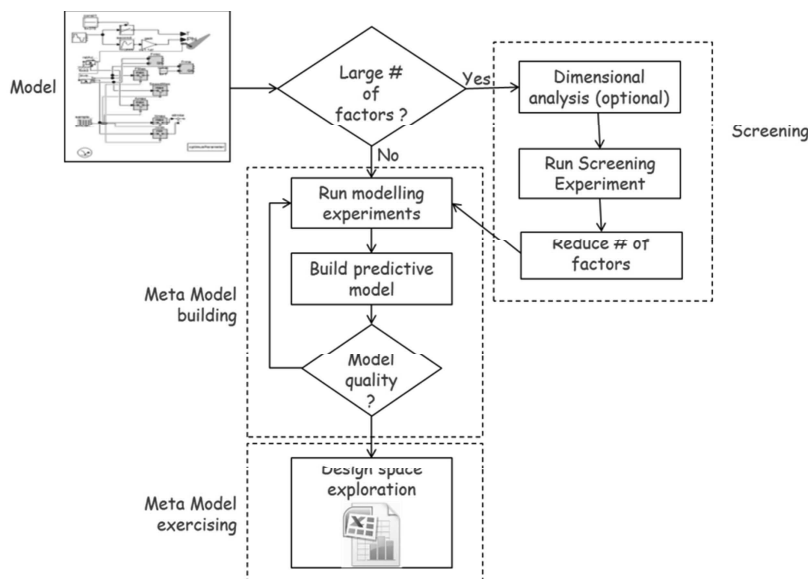 Model
Large #
of
factors ?
Yes
No
Dimensional
analysis (optional)
Run Screening
Experiment
Reduce # of
factors
Screening
Run modelling
experiments
Build predictive
model
Model
quality
?
Meta Model
building
Design space
exploration
Meta Model
exercising